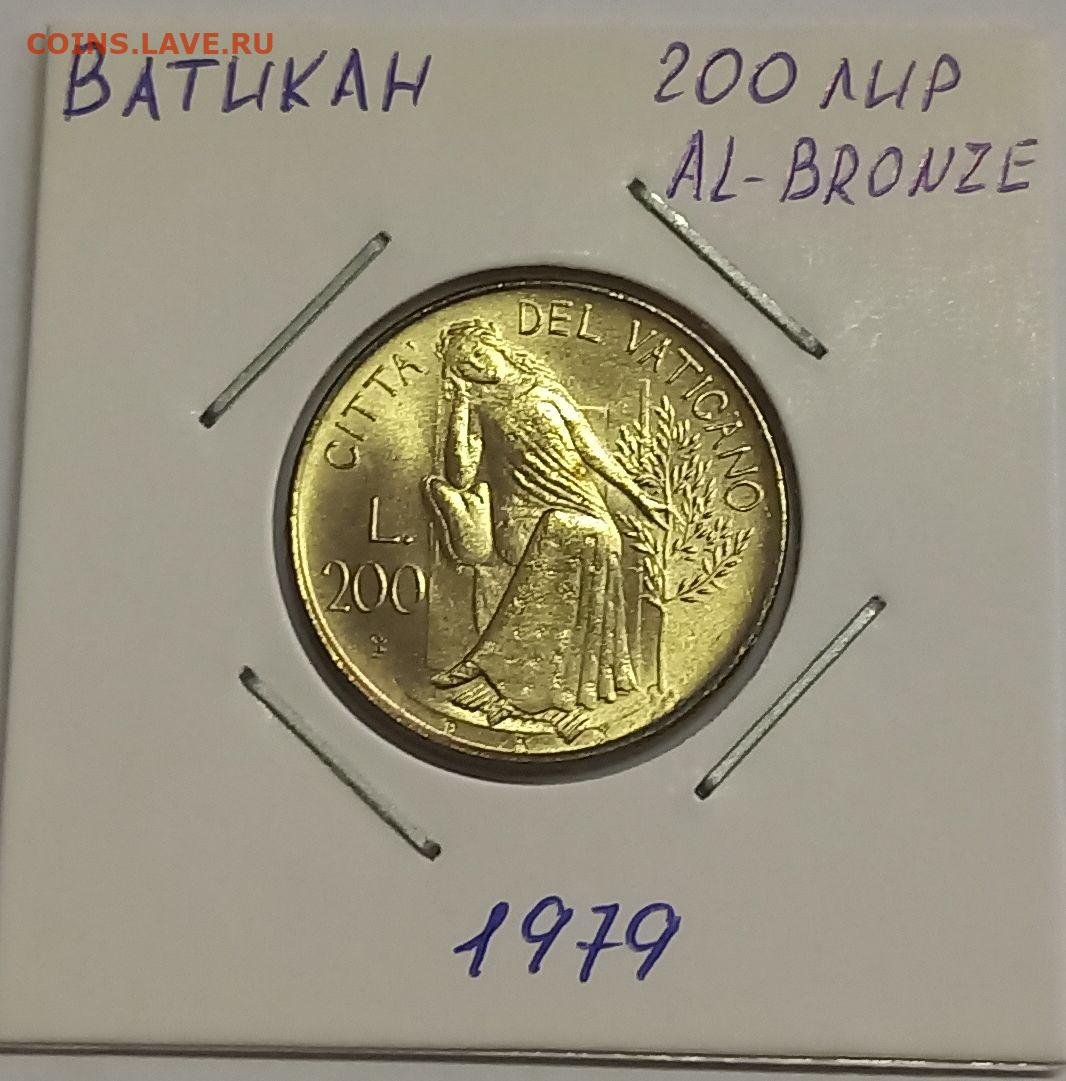 COINS.LAVE.RU
ВАТИКАН
200 ЛИР
AL-BRONZE
CITTA' DEL VATICANO
L.
200
1979